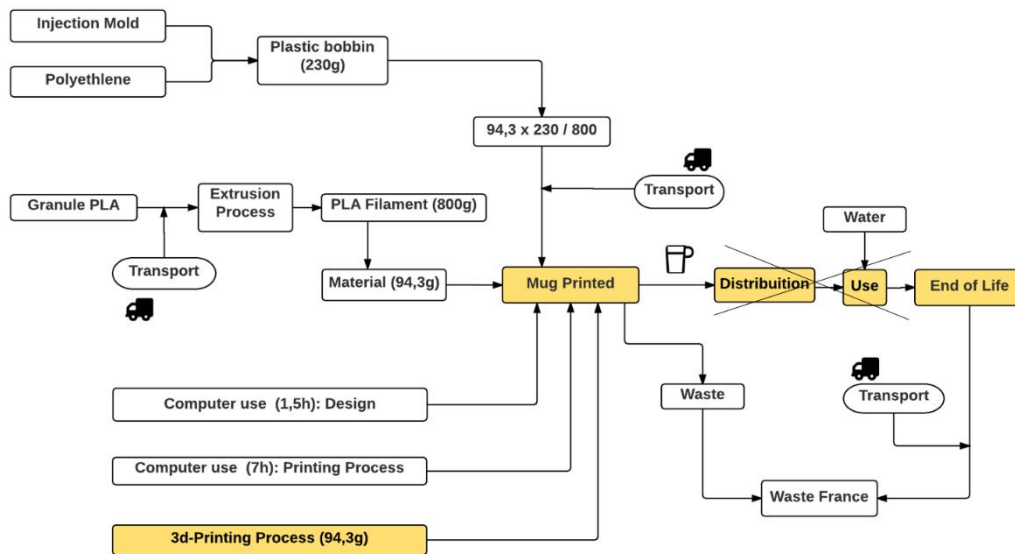 Injection Mold
Polyethlene
Plastic bobbin
(230g)
94,3 x 230 / 800
Transport
Granule PLA
Extrusion
Process
PLA Filament (800g)
Transport
Material (94,3g)
Mug Printed
Distribuition
Water
Use
End of Life
Computer use (1,5h): Design
Waste
Transport
Computer use (7h): Printing Process
Waste France
3d-Printing Process (94,3g)